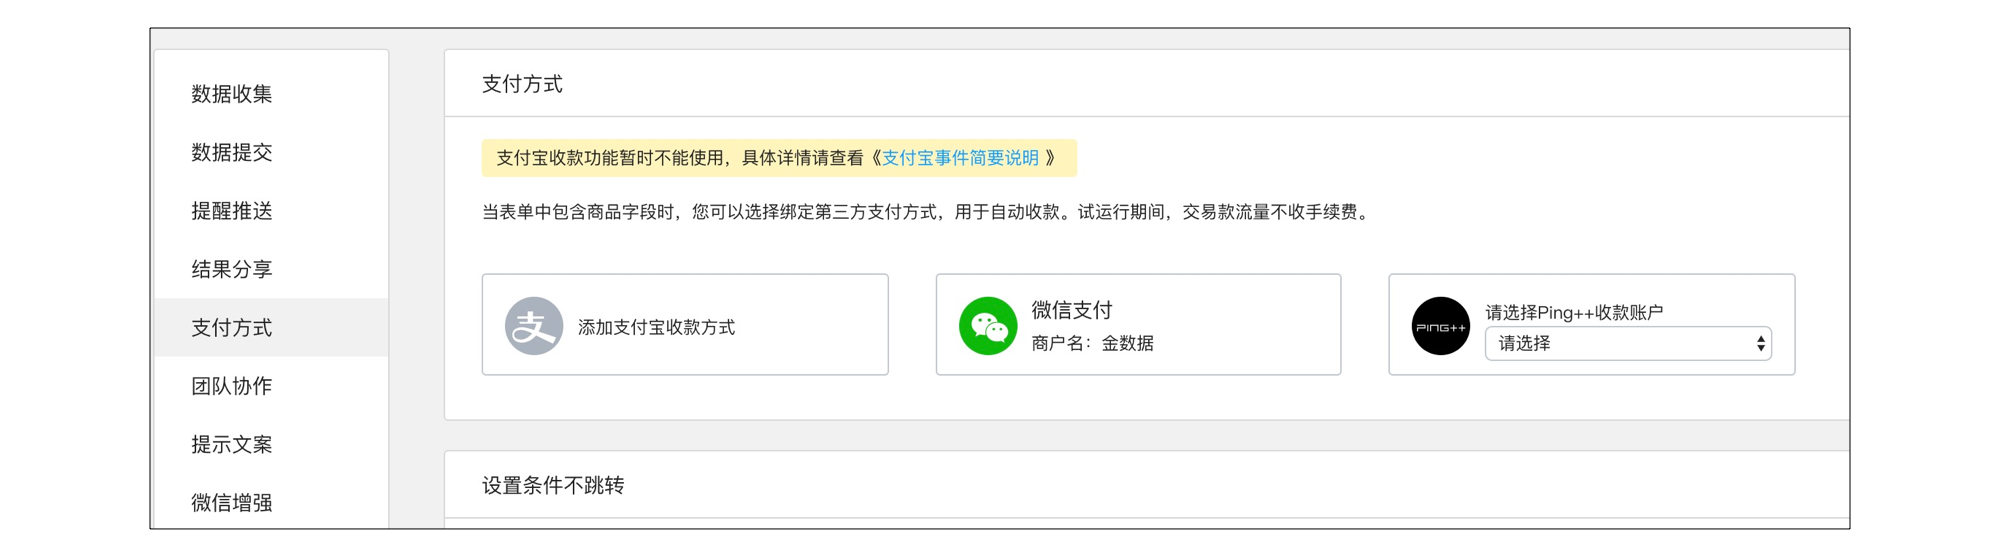 数据收集
数据提交
提醒推送
结果分享
支付方式
团队协作
提示文案
微信增强
支付方式
支付宝收款功能暂时不能使用，具体详情请查看《支付宝事件简要说明 》
当表单中包含商品字段时，您可以选择绑定第三方支付方式，用于自动收款。试运行期间，交易款流量不收手续费。
支
添加支付宝收款方式
微信支付
商户名：金数据
PING++
请选择Ping++收款账户
请选择
设置条件不跳转